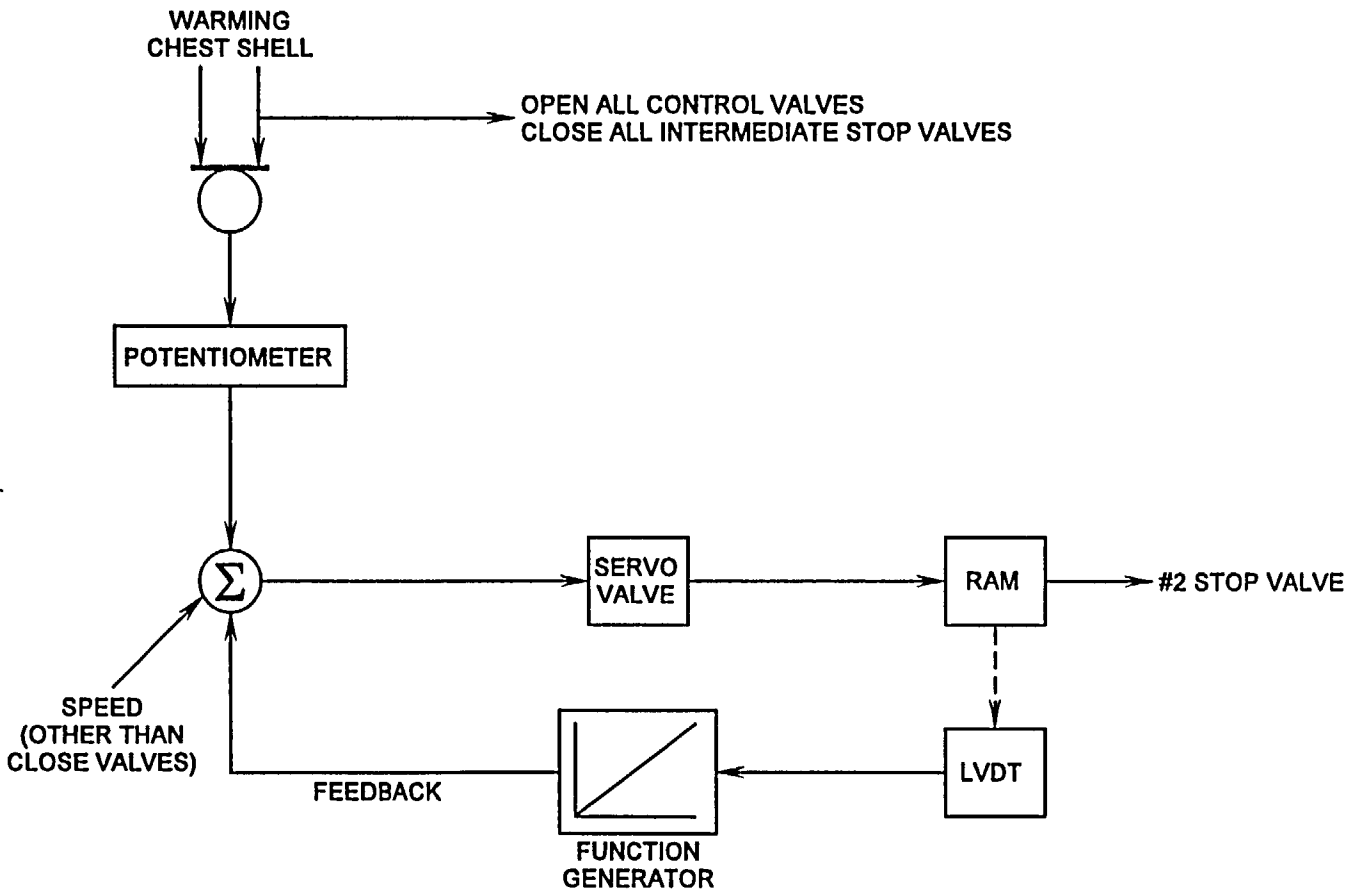 WARMING
CHEST SHELL
OPEN ALL CONTROL VALVES
CLOSE ALL INTERMEDIATE STOP VALVES
POTENTIOMETER
Σ
SERVO
VALVE
RAM
#2 STOP VALVE
SPEED
(OTHER THAN
CLOSE VALVES)
FEEDBACK
LVDT
FUNCTION
GENERATOR